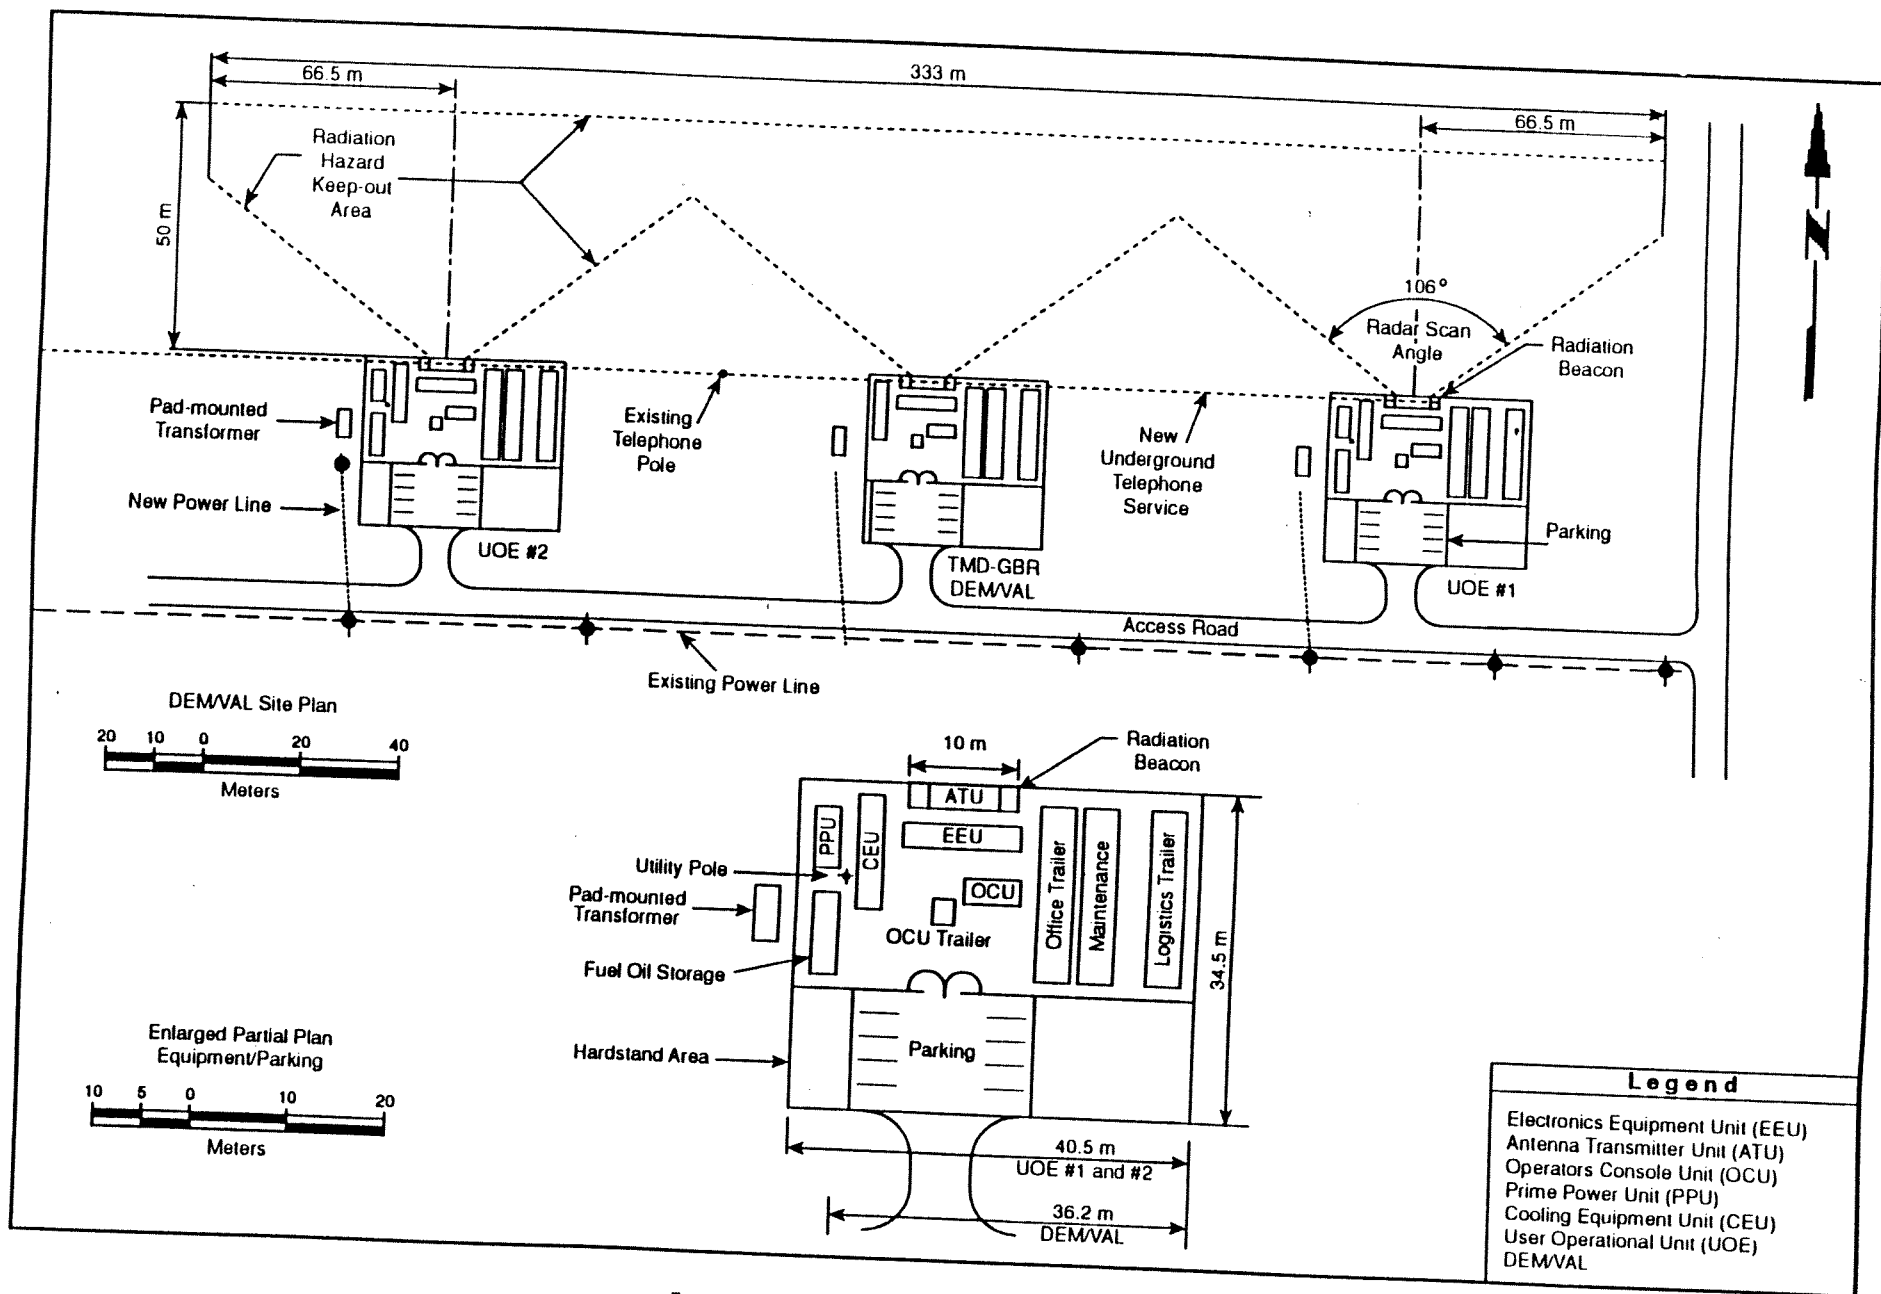 333 m
66.5 m
66.5 m
Radiation
Hazard
Keep-out
Area
50 m
N
106°
Radar Scan
Angle
Radiation
Beacon
Pad-mounted
Transformer
Existing
Telephone
Pole
New
Underground
Telephone
Service
New Power Line
Parking
UOE #2
TMD-GBR
DEM/VAL
UOE #1
Access Road
Existing Power Line
DEM/VAL Site Plan
20 10 0 20 40
Meters
10 m
Radiation
Beacon
ATU
EEU
PPU
CEU
Utility Pole
OCU
Pad-mounted
Transformer
OCU Trailer
Office Trailer
Maintenance
Logistics Trailer
34.5 m
Fuel Oil Storage
Enlarged Partial Plan
Equipment/Parking
10 5 0 10 20
Meters
Hardstand Area
Parking
40.5 m
UOE #1 and #2
36.2 m
DEM/VAL
Legend
Electronics Equipment Unit (EEU)
Antenna Transmitter Unit (ATU)
Operators Console Unit (OCU)
Prime Power Unit (PPU)
Cooling Equipment Unit (CEU)
User Operational Unit (UOE)
DEM/VAL